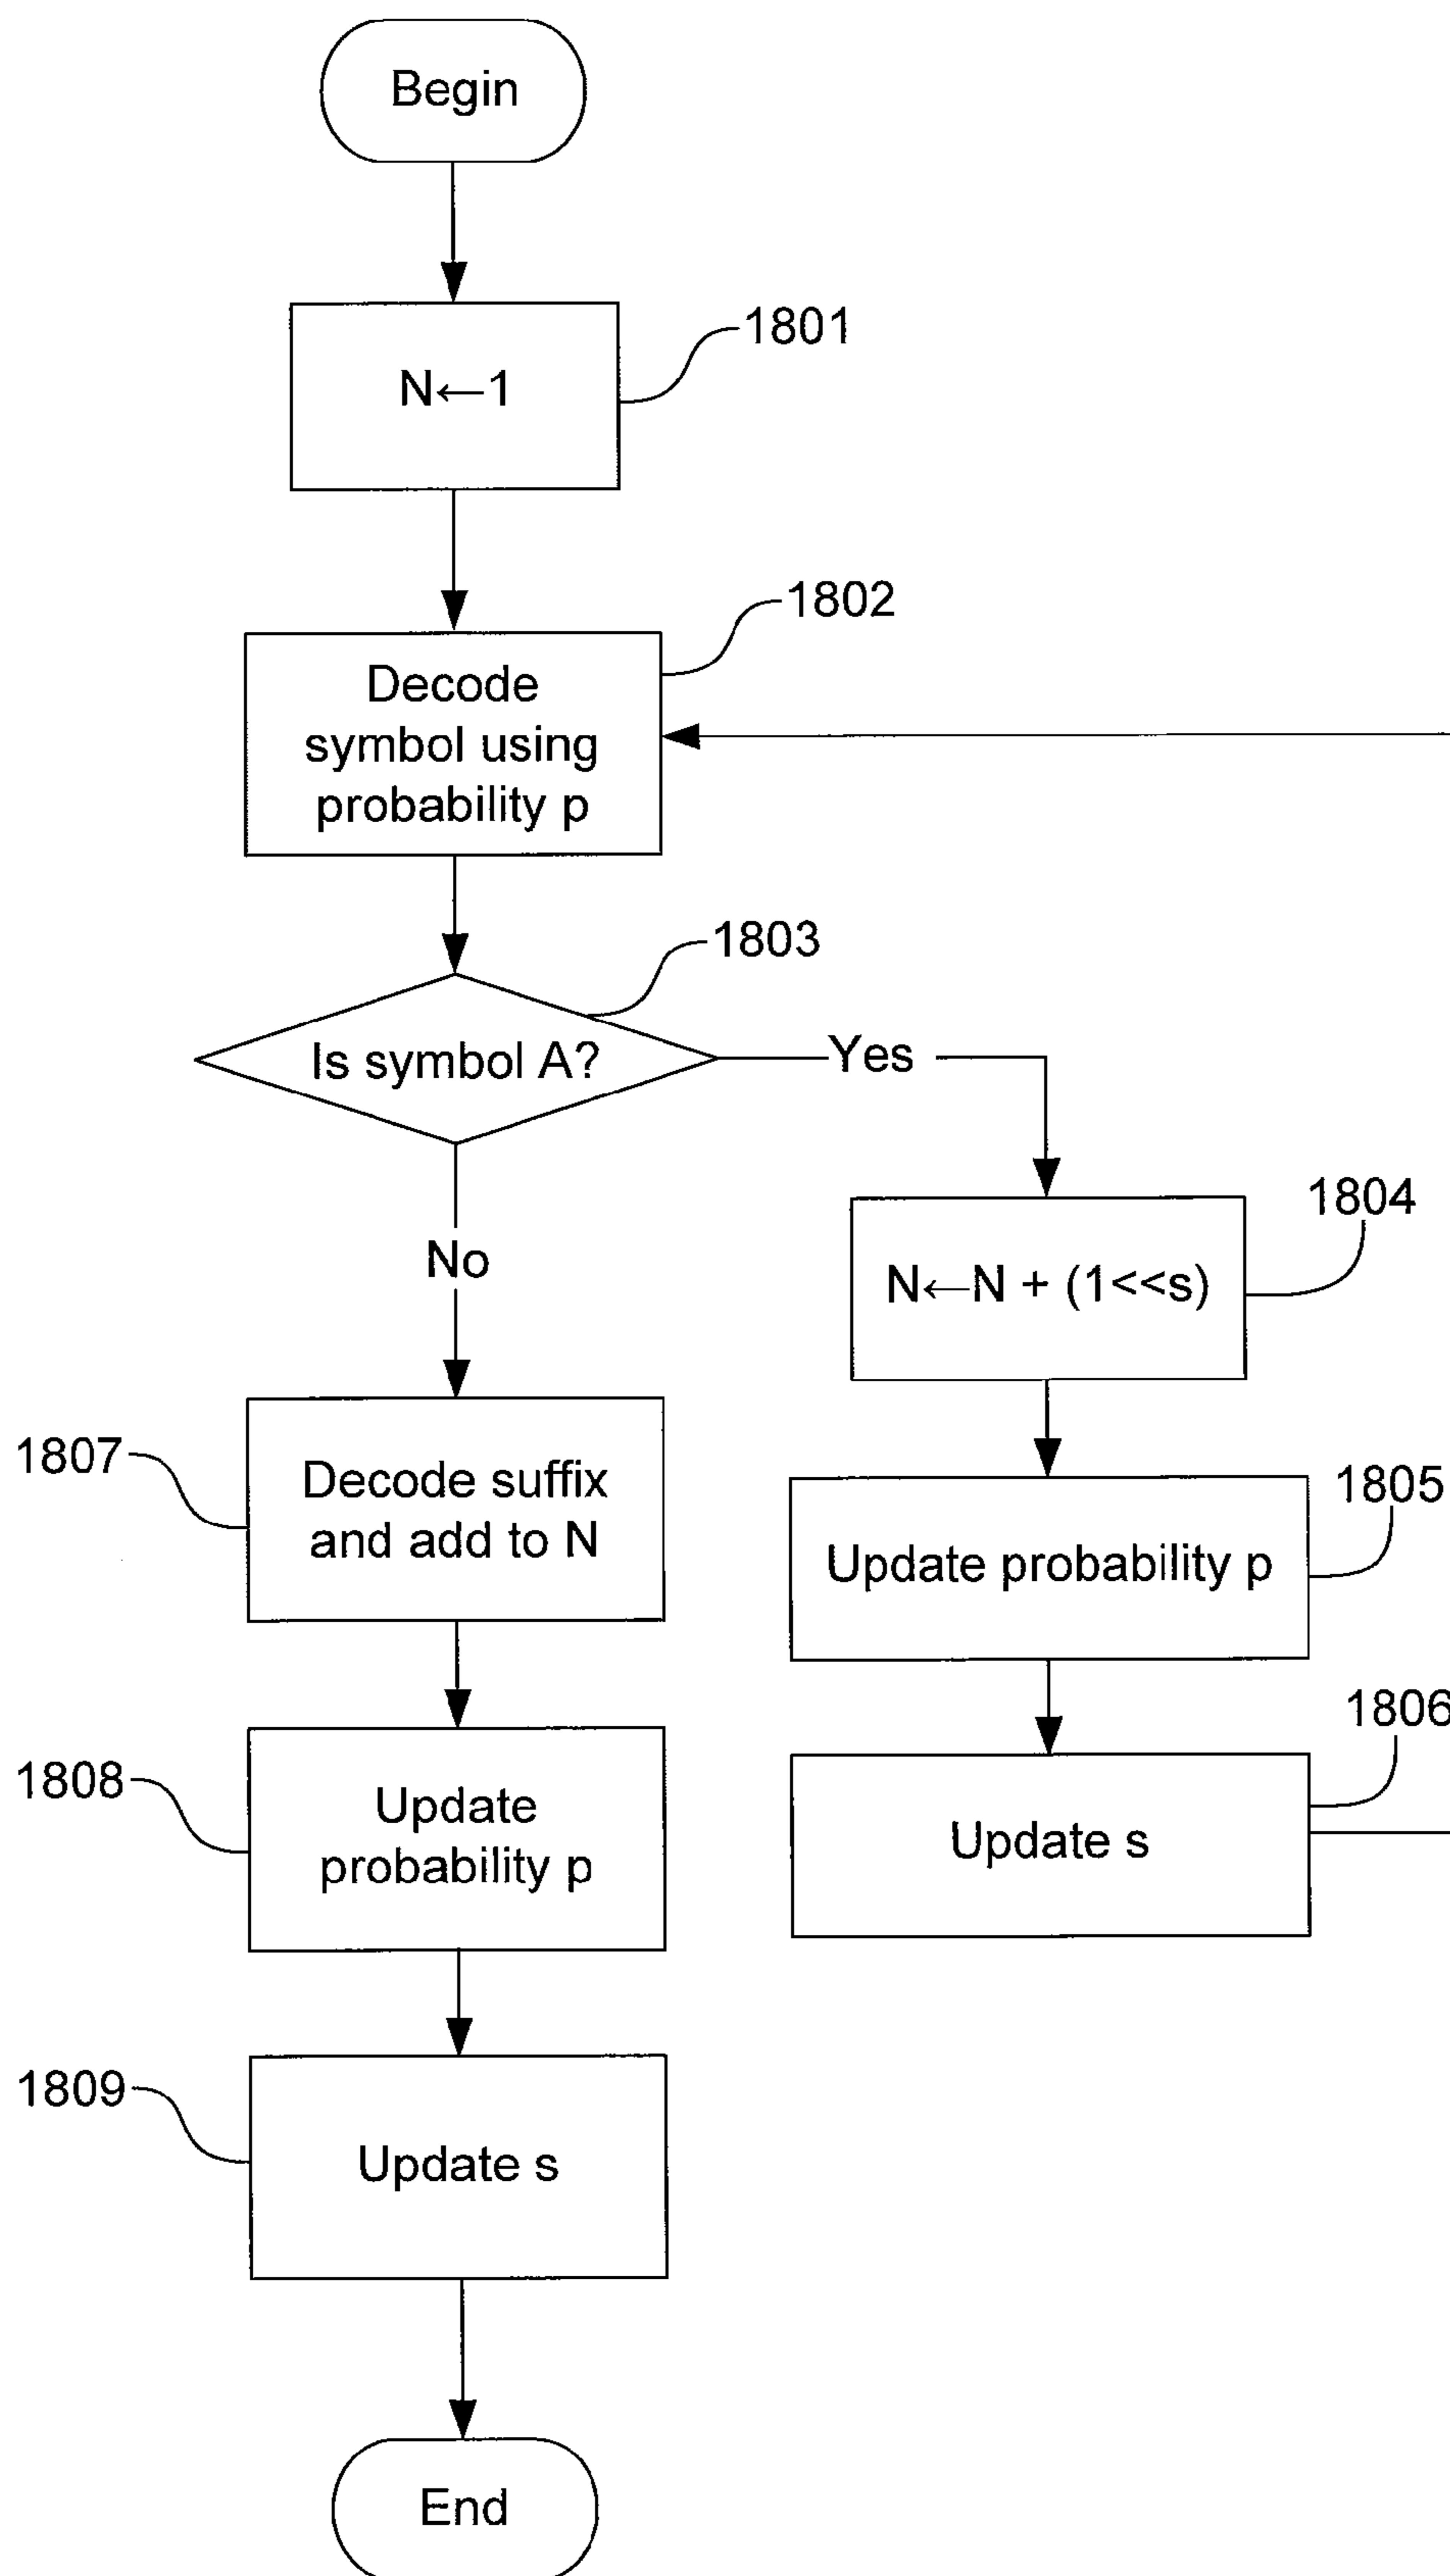 Begin
N←1
1801
Decode
symbol using
probability p
1802
Is symbol A?
1803
Yes
No
N←N + (1<<s)
1804
Update probability p
1805
Update s
1806
1807
Decode suffix
and add to N
1808
Update
probability p
1809
Update s
End